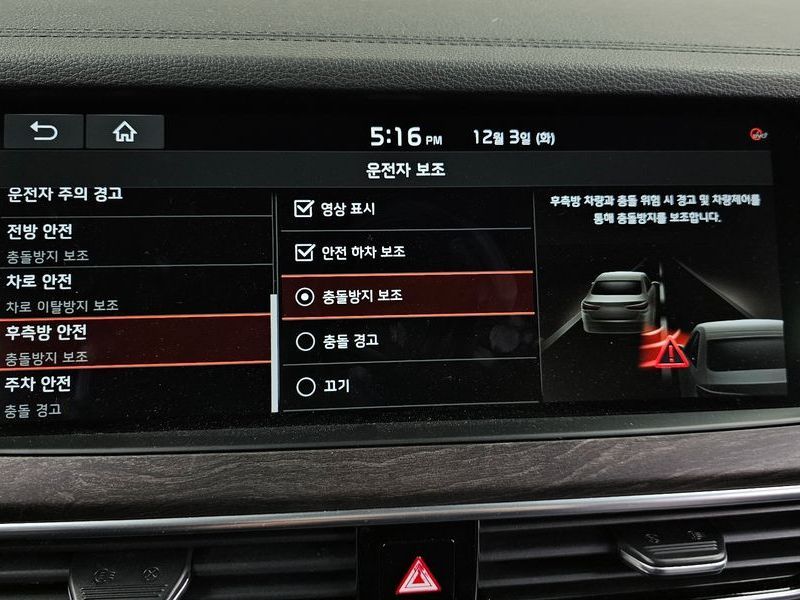 5:16 PM
12월 3일 (화)
운전자 보조
운전자 주의 경고
전방 안전
충돌방지 보조
차로 안전
차로 이탈방지 보조
후측방 안전
충돌방지 보조
주차 안전
충돌 경고
영상 표시
안전 하차 보조
충돌방지 보조
충돌 경고
끄기
후측방 차량과 충돌 위험 시 경고 및 차량제어를
통해 충돌방지를 보조합니다.